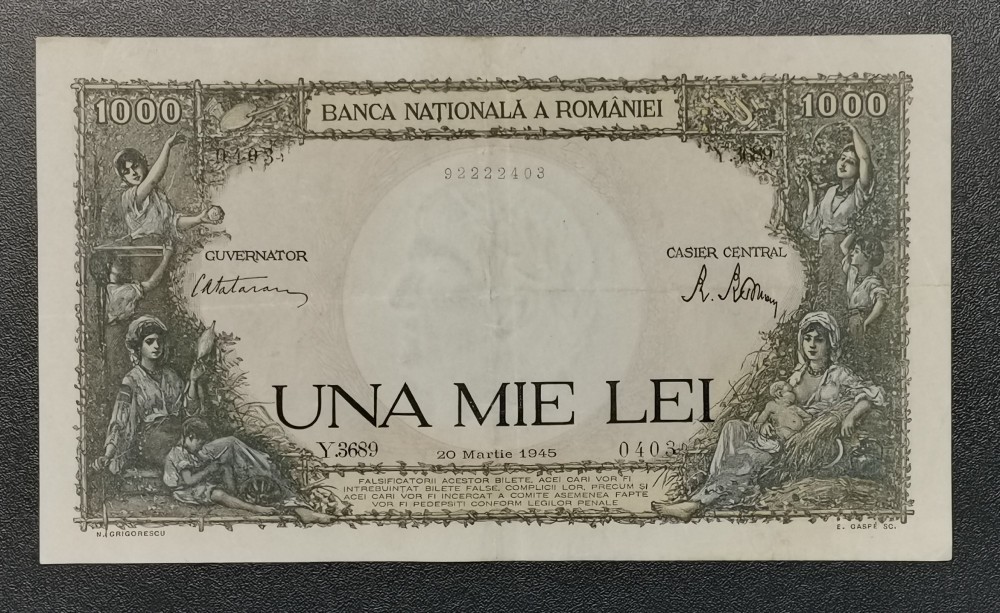 1000 BANCA NAȚIONALĂ A ROMÂNIEI 1000
0403 Y.3689
92222403
GUVERNATOR CASIER CENTRAL
UNA MIE LEI
Y.3689 20 Martie 1945 0403
FALSIFICATORII ACESTOR BILETE, ACEI CARI VOR FI
INTREBUINȚAT BILETE FALSE, COMPLICII LOR, PRECUM ȘI
ACEI CARI VOR FI INCERCAT A COMITE ASEMENEA FAPTE
VOR FI PEDEPSIȚI CONFORM LEGILOR PENALE
N. GRIGORESCU E. GASPÉ SC.